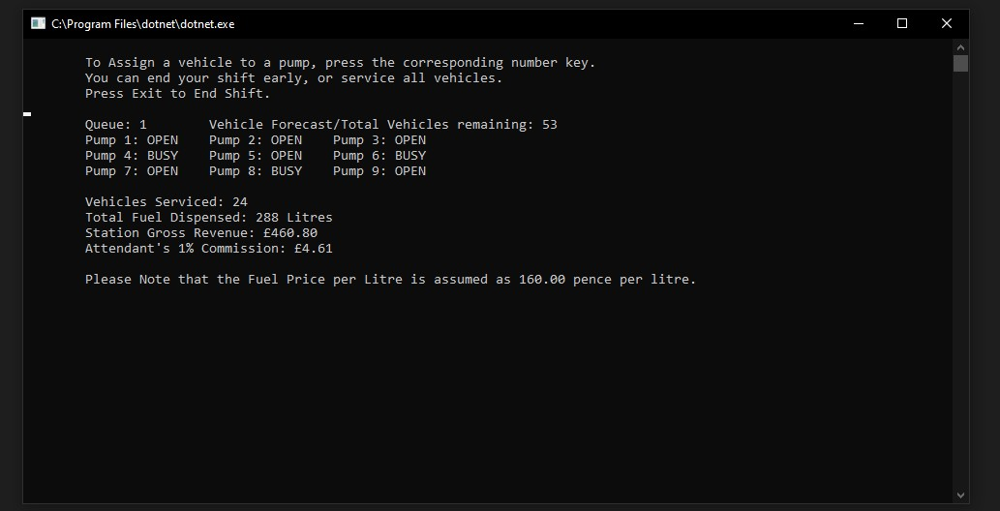 C:\Program Files\dotnet\dotnet.exe
To Assign a vehicle to a pump, press the corresponding number key.
You can end your shift early, or service all vehicles.
Press Exit to End Shift.
Queue: 1        Vehicle Forecast/Total Vehicles remaining: 53
Pump 1: OPEN    Pump 2: OPEN    Pump 3: OPEN
Pump 4: BUSY    Pump 5: OPEN    Pump 6: BUSY
Pump 7: OPEN    Pump 8: BUSY    Pump 9: OPEN
Vehicles Serviced: 24
Total Fuel Dispensed: 288 Litres
Station Gross Revenue: £460.80
Attendant's 1% Commission: £4.61
Please Note that the Fuel Price per Litre is assumed as 160.00 pence per litre.